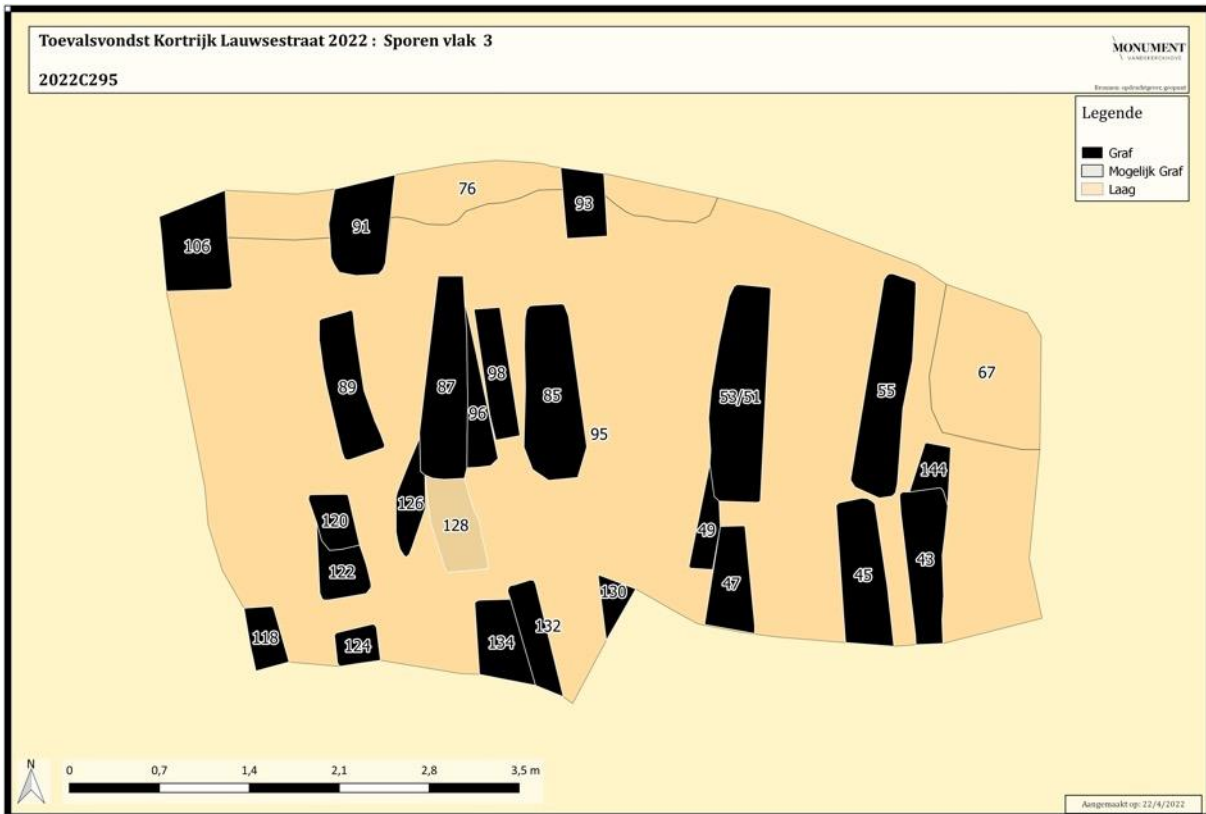 Toevalsvondst Kortrijk Lauwsestraat 2022 : Sporen vlak 3
2022C295
MONUMENT
VANDEKERCKHOVE
Bronnen: opdrachtgever, geopunt
Legende
Graf
Mogelijk Graf
Laag
76
93
91
106
67
89
87
98
96
85
95
53/51
55
144
126
128
120
122
49
47
45
43
130
118
124
134
132
N
0 0,7 1,4 2,1 2,8 3,5 m
Aangemaakt op: 22/4/2022